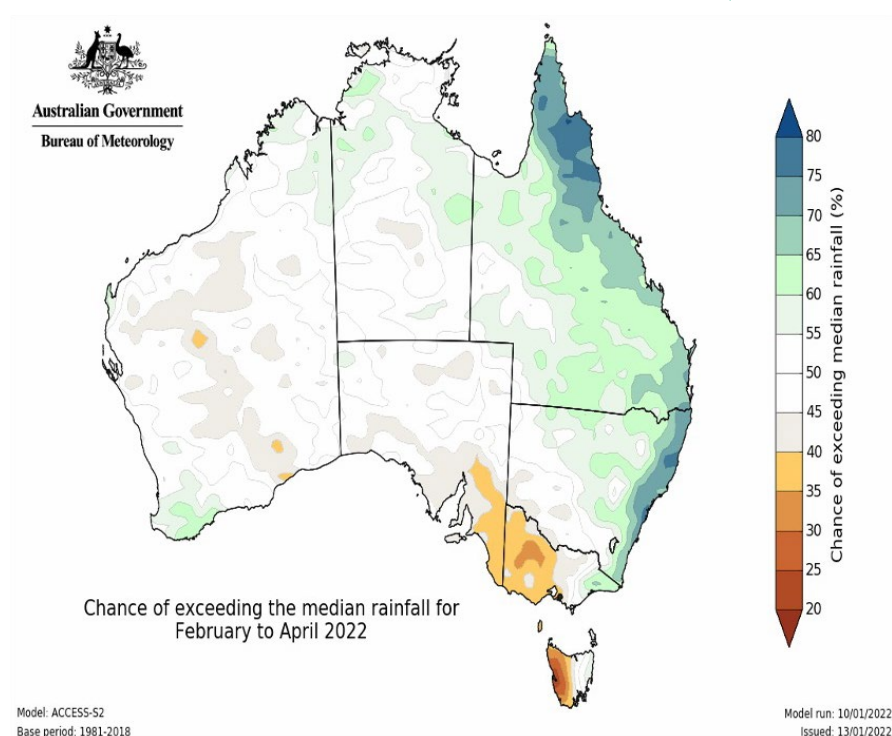 Australian Government
Bureau of Meteorology
80
75
70
65
60
55
50
45
40
35
30
25
20
Chance of exceeding median rainfall (%)
Chance of exceeding the median rainfall for
February to April 2022
Model: ACCESS-S2
Base period: 1981-2018
Model run: 10/01/2022
Issued: 13/01/2022